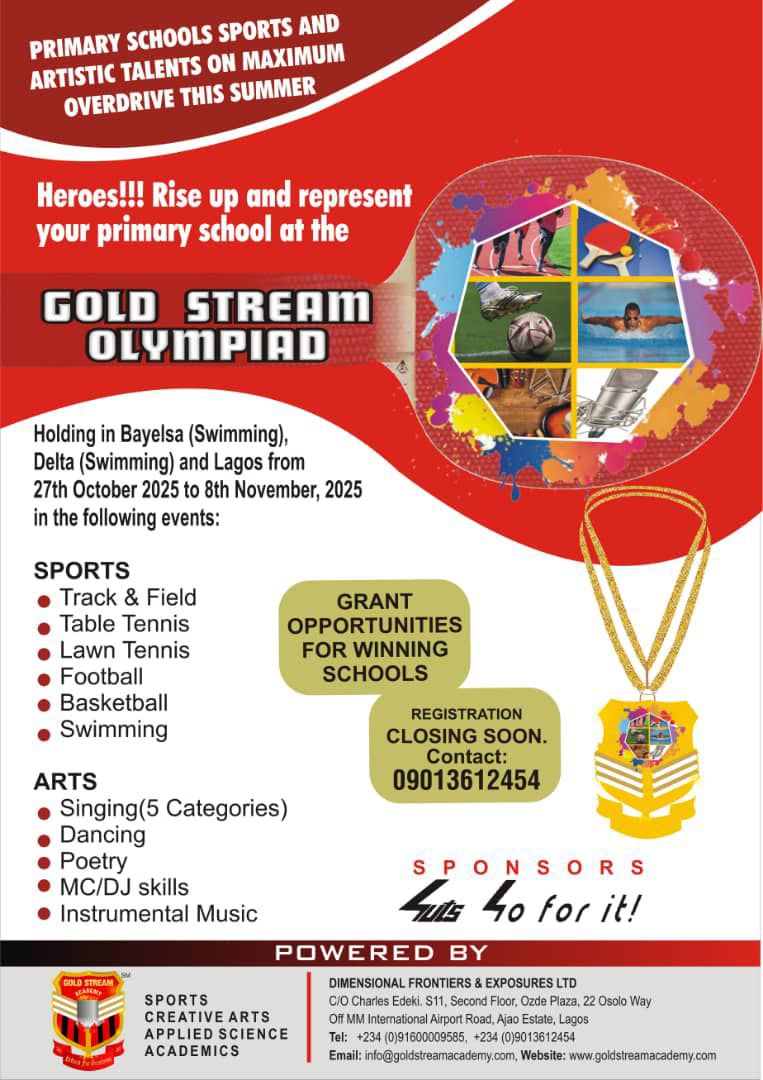 PRIMARY SCHOOLS SPORTS AND
ARTISTIC TALENTS ON MAXIMUM
OVERDRIVE THIS SUMMER
Heroes!!! Rise up and represent
your primary school at the
GOLD STREAM
OLYMPIAD
Holding in Bayelsa (Swimming),
Delta (Swimming) and Lagos from
27th October 2025 to 8th November, 2025
in the following events:
SPORTS
Track & Field
Table Tennis
Lawn Tennis
Football
Basketball
Swimming
GRANT
OPPORTUNITIES
FOR WINNING
SCHOOLS
REGISTRATION
CLOSING SOON.
Contact:
09013612454
ARTS
Singing(5 Categories)
Dancing
Poetry
MC/DJ skills
Instrumental Music
SPONSORS
Guts Go for it!
POWERED BY
GOLD STREAM
ACADEMY
SM
SPORTS
CREATIVE ARTS
APPLIED SCIENCE
ACADEMICS
DIMENSIONAL FRONTIERS & EXPOSURES LTD
C/O Charles Edeki. S11, Second Floor, Ozde Plaza, 22 Osolo Way
Off MM International Airport Road, Ajao Estate, Lagos
Tel: +234 (0)91600009585, +234 (0)9013612454
Email: info@goldstreamacademy.com, Website: www.goldstreamacademy.com